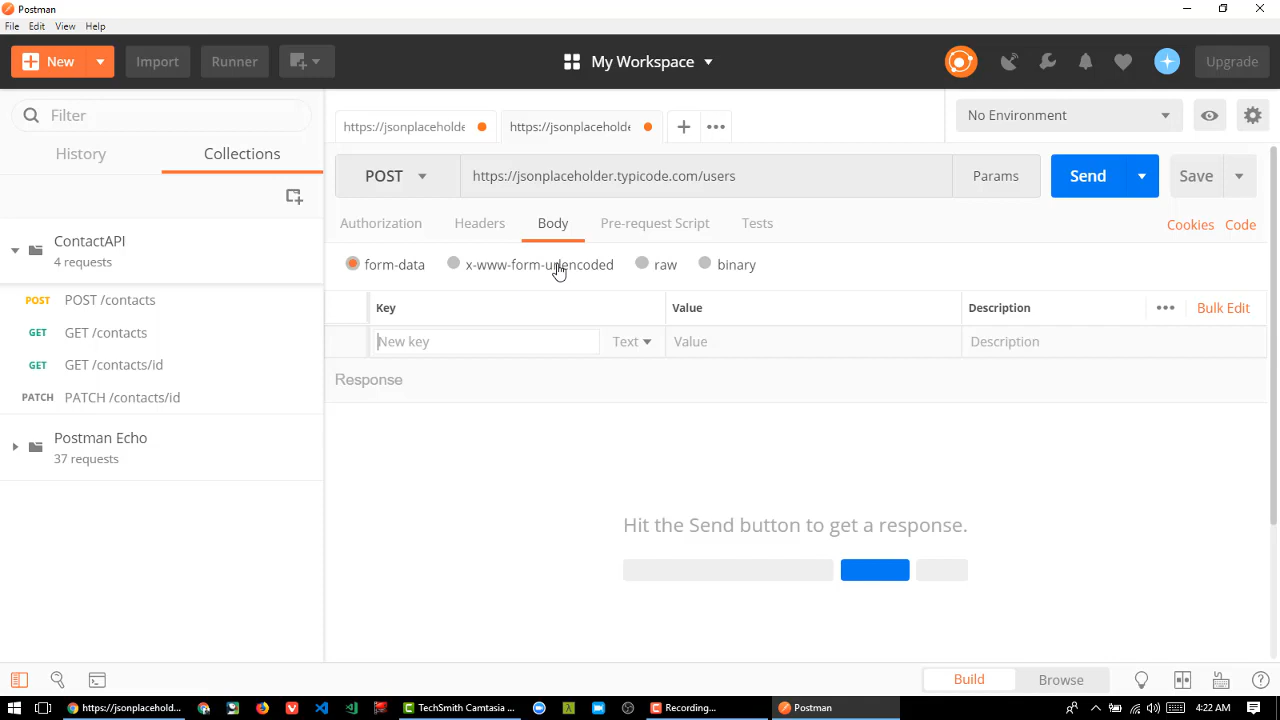 Postman
File Edit View Help
New Import Runner My Workspace Upgrade
Filter
History Collections
ContactAPI
4 requests
POST POST /contacts
GET GET /contacts
GET GET /contacts/id
PATCH PATCH /contacts/id
Postman Echo
37 requests
https://jsonplaceholde https://jsonplaceholde No Environment
POST https://jsonplaceholder.typicode.com/users Params Send Save
Authorization Headers Body Pre-request Script Tests Cookies Code
form-data x-www-form-urlencoded raw binary
Key Value Description Bulk Edit
New key Text Value Description
Response
Hit the Send button to get a response.
Build Browse
https://jsonplacehold... TechSmith Camtasia ... Recording... Postman 4:22 AM